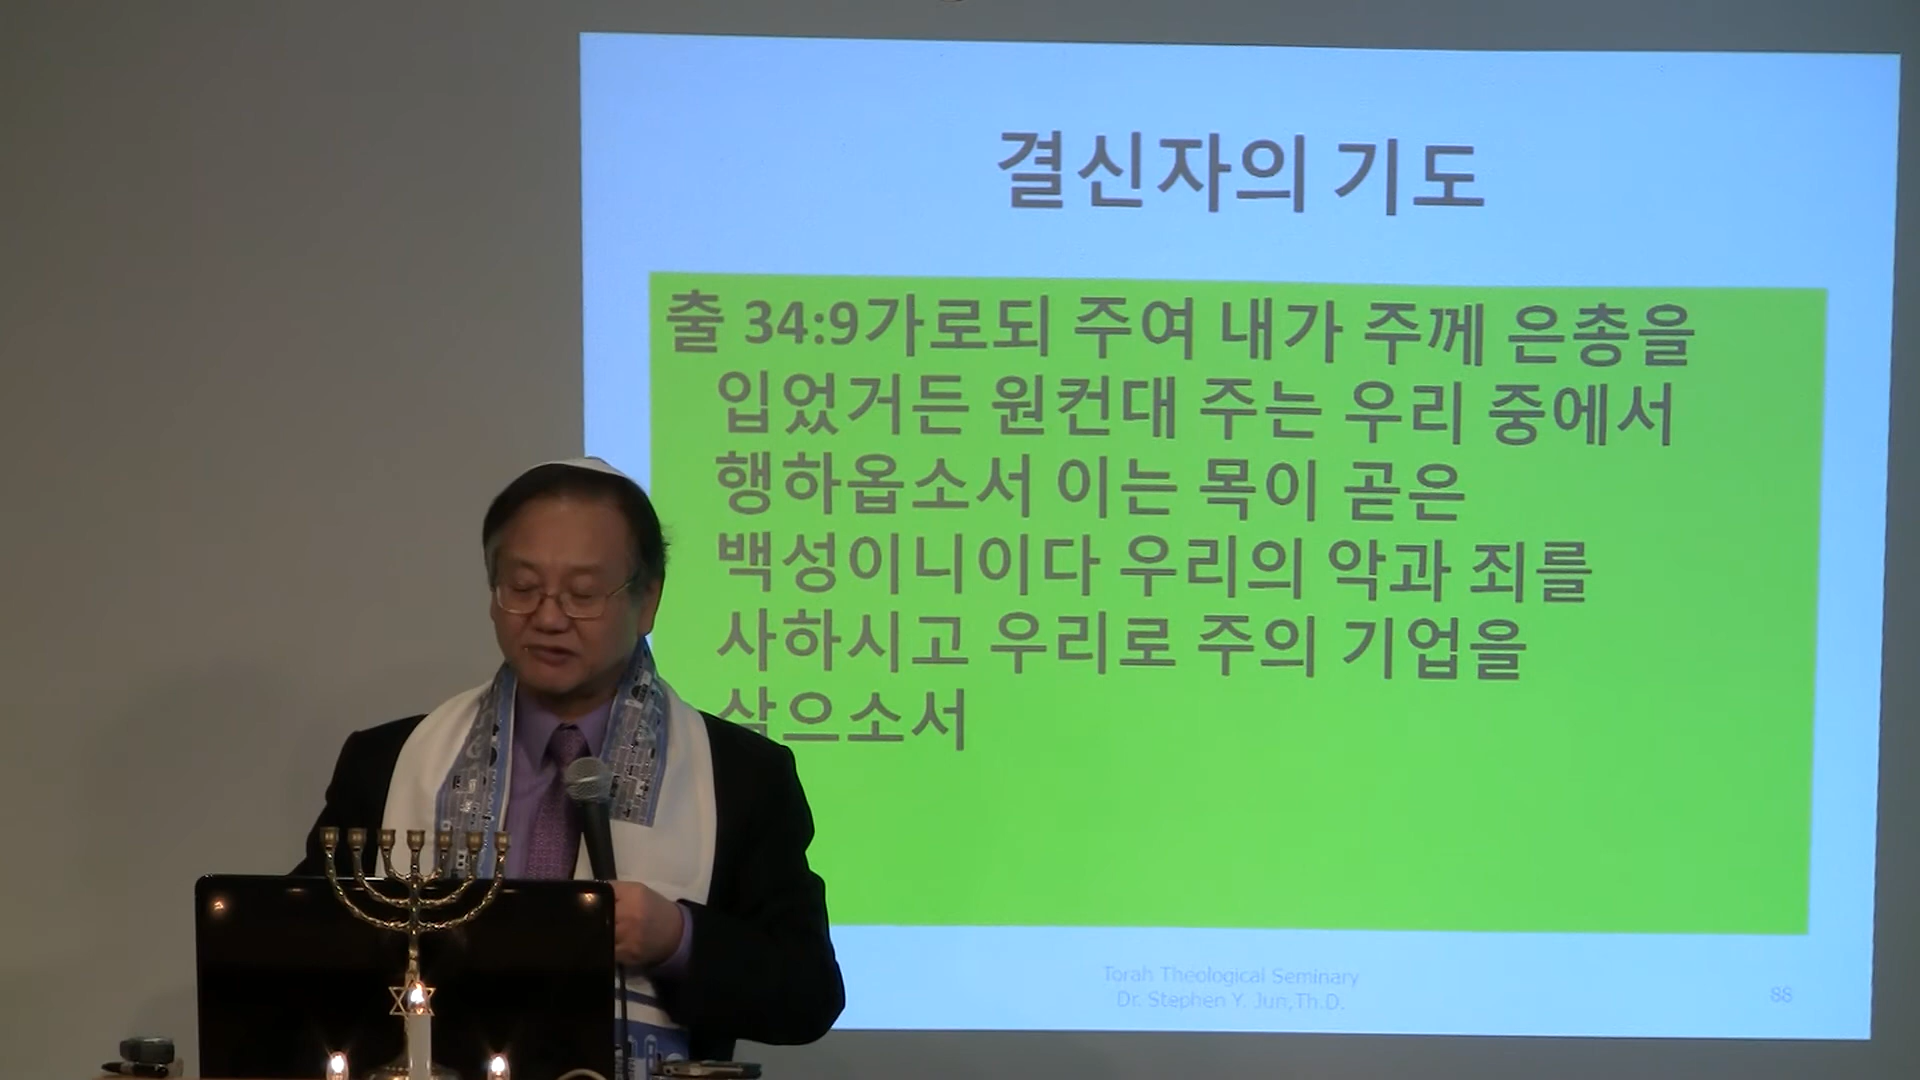 결신자의 기도
출 34:9가로되 주여 내가 주께 은총을
입었거든 원컨대 주는 우리 중에서
행하옵소서 이는 목이 곧은
백성이니이다 우리의 악과 죄를
사하시고 우리로 주의 기업을
삼으소서
Torah Theological Seminary
Dr. Stephen Y. Jun,Th.D.
88